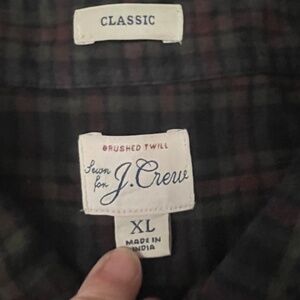 CLASSIC
BRUSHED TWILL
Sewn
for J.Crew
XL
MADE IN
INDIA